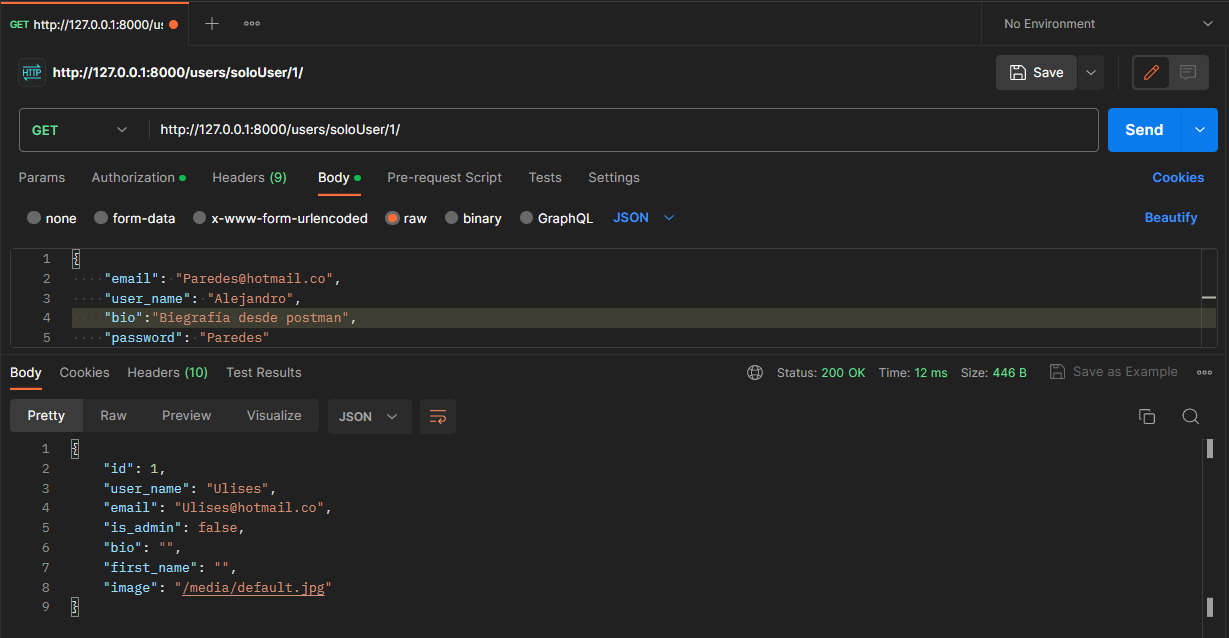 GET http://127.0.0.1:8000/us
No Environment
HTTP http://127.0.0.1:8000/users/soloUser/1/
Save
GET http://127.0.0.1:8000/users/soloUser/1/
Send
Params Authorization Headers (9) Body Pre-request Script Tests Settings Cookies
none form-data x-www-form-urlencoded raw binary GraphQL JSON Beautify
1 {
2 "email": "Paredes@hotmail.co",
3 "user_name": "Alejandro",
4 "bio":"Biegrafía desde postman",
5 "password": "Paredes"
Body Cookies Headers (10) Test Results Status: 200 OK Time: 12 ms Size: 446 B Save as Example
Pretty Raw Preview Visualize JSON
1 {
2 "id": 1,
3 "user_name": "Ulises",
4 "email": "Ulises@hotmail.co",
5 "is_admin": false,
6 "bio": "",
7 "first_name": "",
8 "image": "/media/default.jpg"
9 }